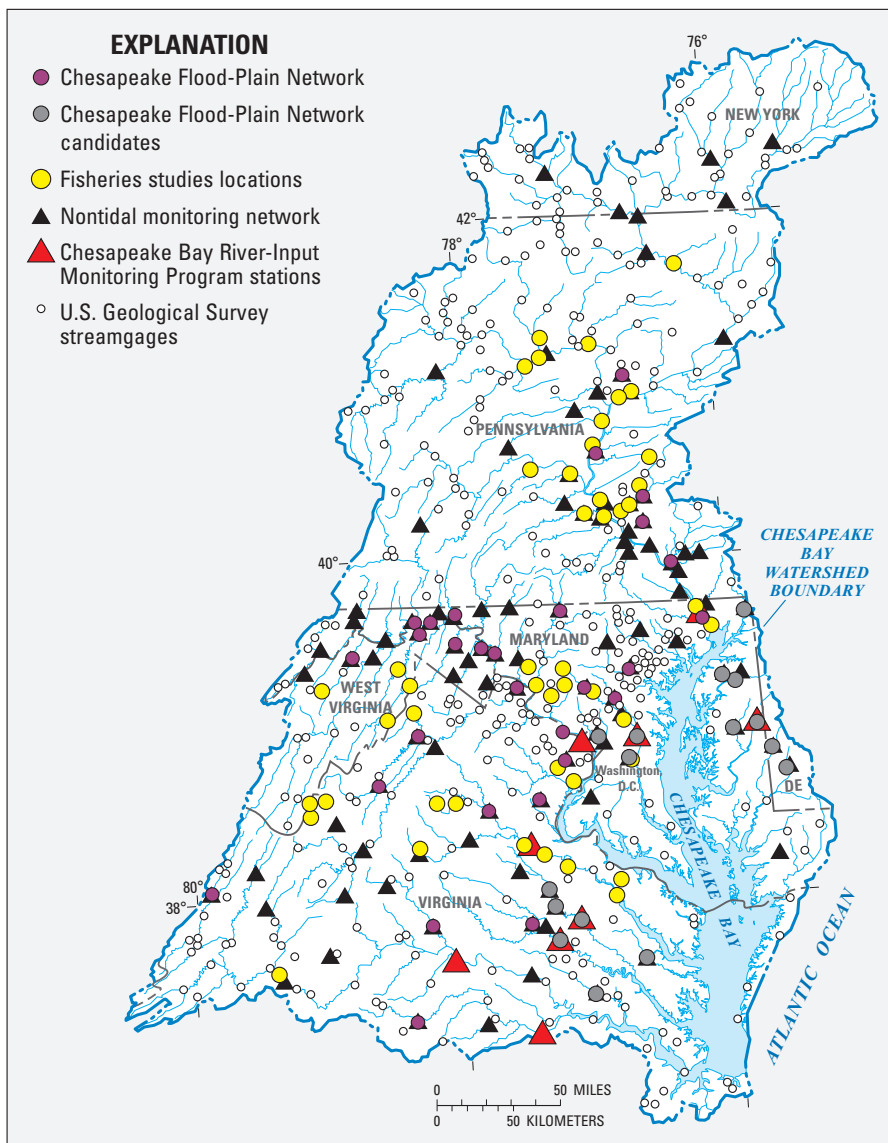 EXPLANATION
Chesapeake Flood-Plain Network
Chesapeake Flood-Plain Network
candidates
Fisheries studies locations
Nontidal monitoring network
Chesapeake Bay River-Input
Monitoring Program stations
U.S. Geological Survey
streamgages
76°
NEW YORK
42°
78°
PENNSYLVANIA
40°
CHESAPEAKE
BAY
WATERSHED
BOUNDARY
MARYLAND
WEST
VIRGINIA
Washington,
D.C.
DE
CHESAPEAKE BAY
80°
38°
VIRGINIA
ATLANTIC OCEAN
0 50 MILES
0 50 KILOMETERS